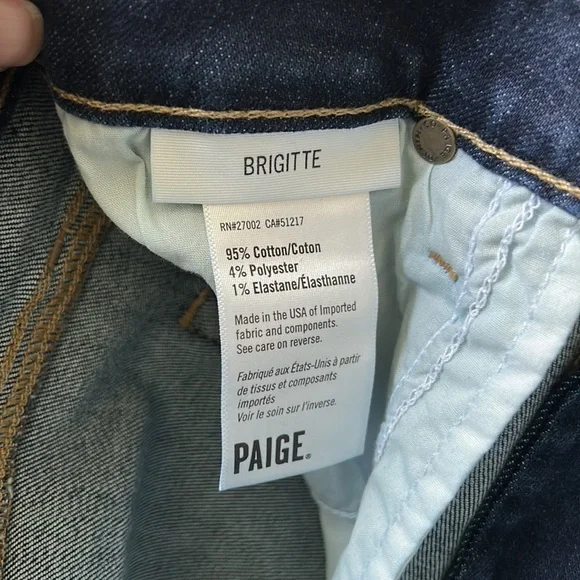 BRIGITTE
RN#27002 CA#51217
95% Cotton/Coton
4% Polyester
1% Elastane/Élasthanne
Made in the USA of Imported
fabric and components.
See care on reverse.
Fabriqué aux États-Unis à partir
de tissus et composants
importés
Voir le soin sur l'inverse.
PAIGE®